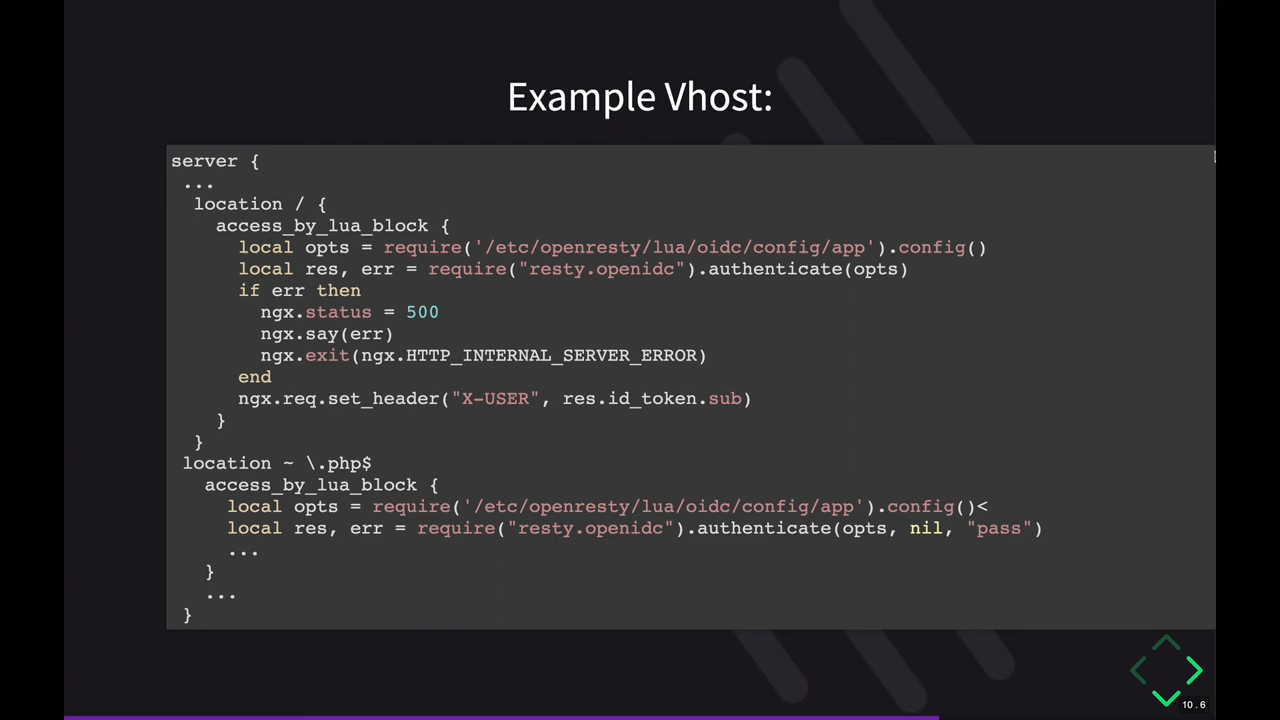 Example Vhost:
server {
...
location / {
access_by_lua_block {
local opts = require('/etc/openresty/lua/oidc/config/app').config()
local res, err = require("resty.openidc").authenticate(opts)
if err then
ngx.status = 500
ngx.say(err)
ngx.exit(ngx.HTTP_INTERNAL_SERVER_ERROR)
end
ngx.req.set_header("X-USER", res.id_token.sub)
}
}
location ~ \.php$
access_by_lua_block {
local opts = require('/etc/openresty/lua/oidc/config/app').config()<
local res, err = require("resty.openidc").authenticate(opts, nil, "pass")
...
}
...
}
10.6